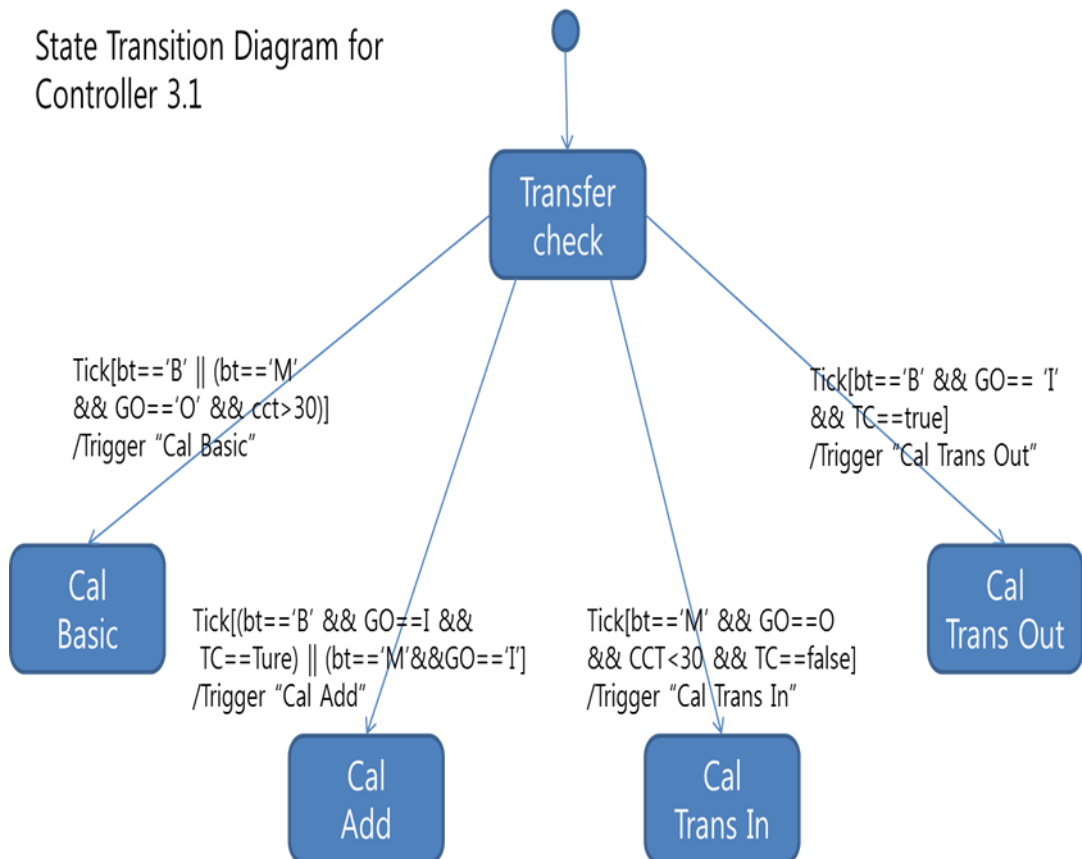 State Transition Diagram for
Controller 3.1
Transfer
check
Tick[bt=='B' || (bt=='M'
&& GO=='O' && cct>30)]
/Trigger “Cal Basic”
Tick[bt=='B' && GO== 'I'
&& TC==true]
/Trigger “Cal Trans Out”
Cal
Basic
Cal
Trans Out
Tick[(bt=='B' && GO==I &&
TC==Ture) || (bt=='M'&&GO=='I']
/Trigger “Cal Add”
Tick[bt=='M' && GO==O
&& CCT<30 && TC==false]
/Trigger “Cal Trans In”
Cal
Add
Cal
Trans In